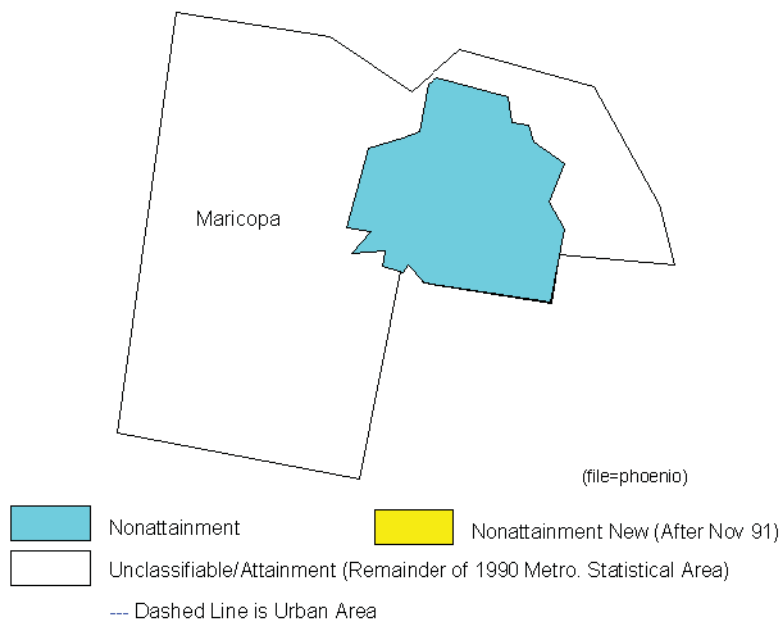 Maricopa
(file=phoenio)
Nonattainment
Nonattainment New (After Nov 91)
Unclassifiable/Attainment (Remainder of 1990 Metro. Statistical Area)
--- Dashed Line is Urban Area